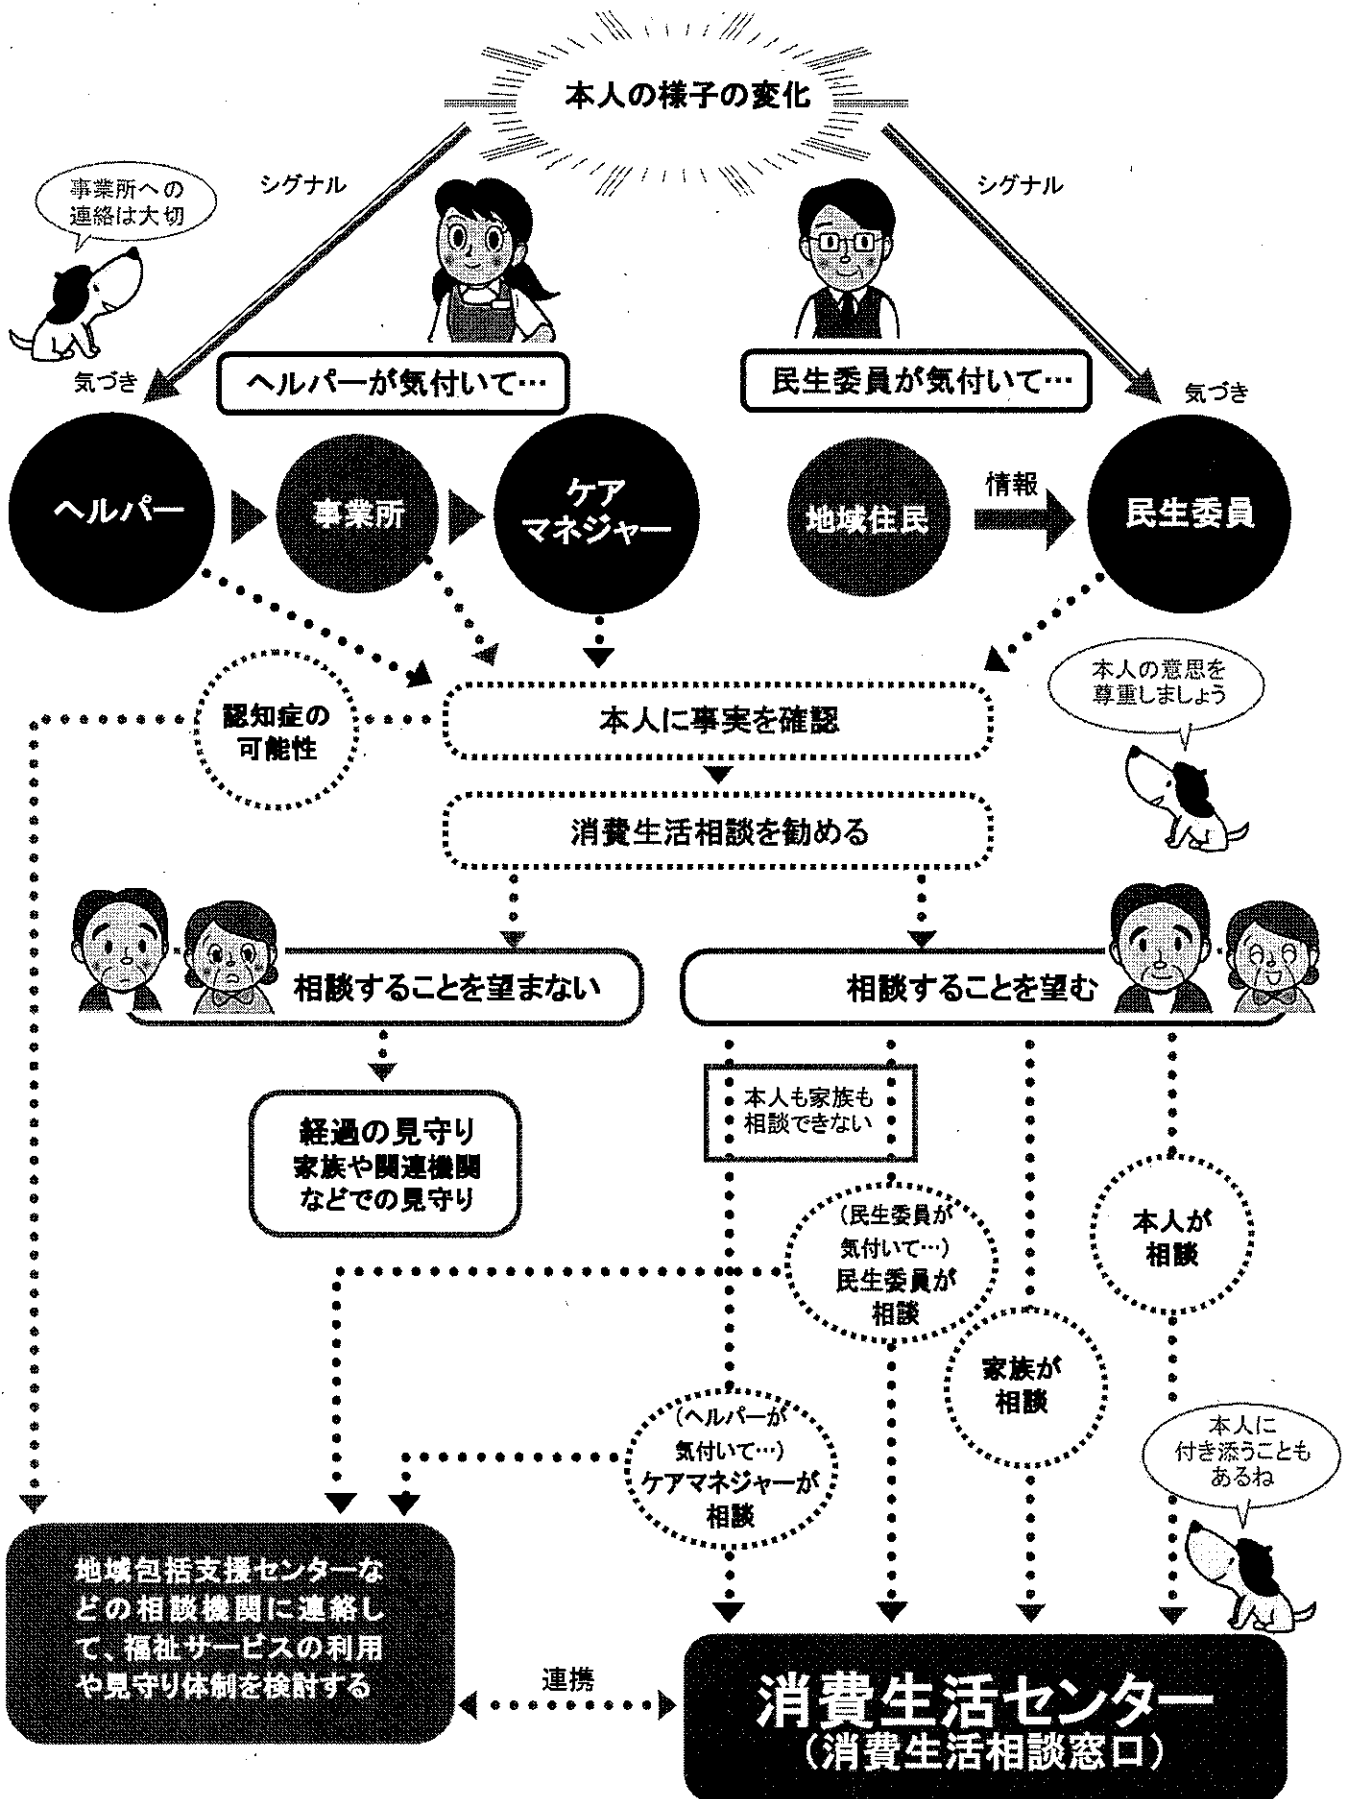 本人の様子の変化
シグナル
シグナル
事業所への
連絡は大切
気づき
ヘルパーが気付いて…
民生委員が気付いて…
気づき
ヘルパー
事業所
ケア
マネジャー
地域住民
情報
民生委員
認知症の
可能性
本人に事実を確認
本人の意思を
尊重しましょう
消費生活相談を勧める
相談することを望まない
相談することを望む
経過の見守り
家族や関連機関
などでの見守り
本人も家族も
相談できない
(民生委員が
気付いて…)
民生委員が
相談
本人が
相談
家族が
相談
(ヘルパーが
気付いて…)
ケアマネジャーが
相談
本人に
付き添うことも
あるね
地域包括支援センターな
どの相談機関に連絡し
て、福祉サービスの利用
や見守り体制を検討する
連携
消費生活センター
(消費生活相談窓口)